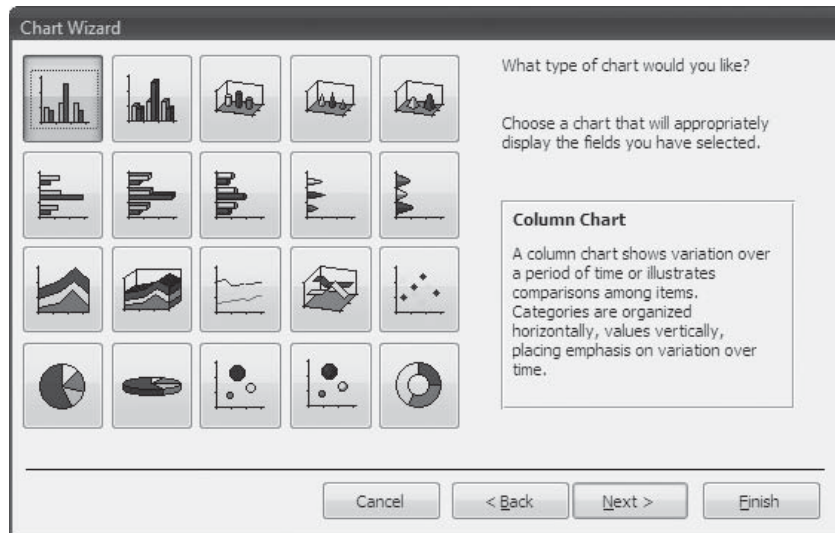 Chart Wizard
What type of chart would you like?
Choose a chart that will appropriately
display the fields you have selected.
Column Chart
A column chart shows variation over
a period of time or illustrates
comparisons among items.
Categories are organized
horizontally, values vertically,
placing emphasis on variation over
time.
Cancel
< Back
Next >
Finish